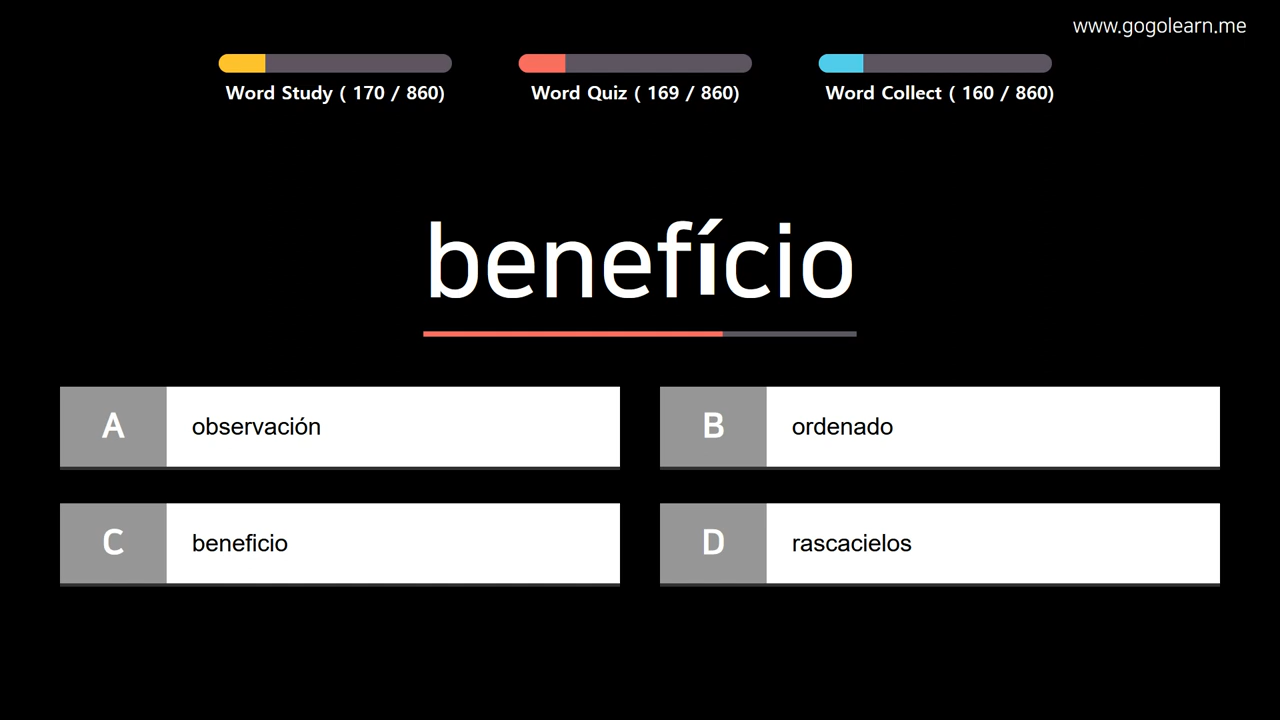 www.gogolearn.me
Word Study ( 170 / 860)
Word Quiz ( 169 / 860)
Word Collect ( 160 / 860)
benefício
A observación
B ordenado
C beneficio
D rascacielos